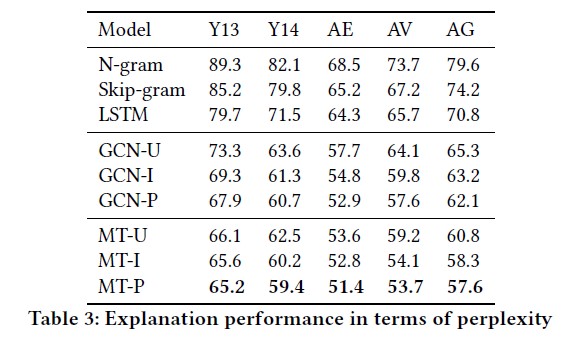 Model Y13 Y14 AE AV AG
N-gram 89.3 82.1 68.5 73.7 79.6
Skip-gram 85.2 79.8 65.2 67.2 74.2
LSTM 79.7 71.5 64.3 65.7 70.8
GCN-U 73.3 63.6 57.7 64.1 65.3
GCN-I 69.3 61.3 54.8 59.8 63.2
GCN-P 67.9 60.7 52.9 57.6 62.1
MT-U 66.1 62.5 53.6 59.2 60.8
MT-I 65.6 60.2 52.8 54.1 58.3
MT-P 65.2 59.4 51.4 53.7 57.6
Table 3: Explanation performance in terms of perplexity